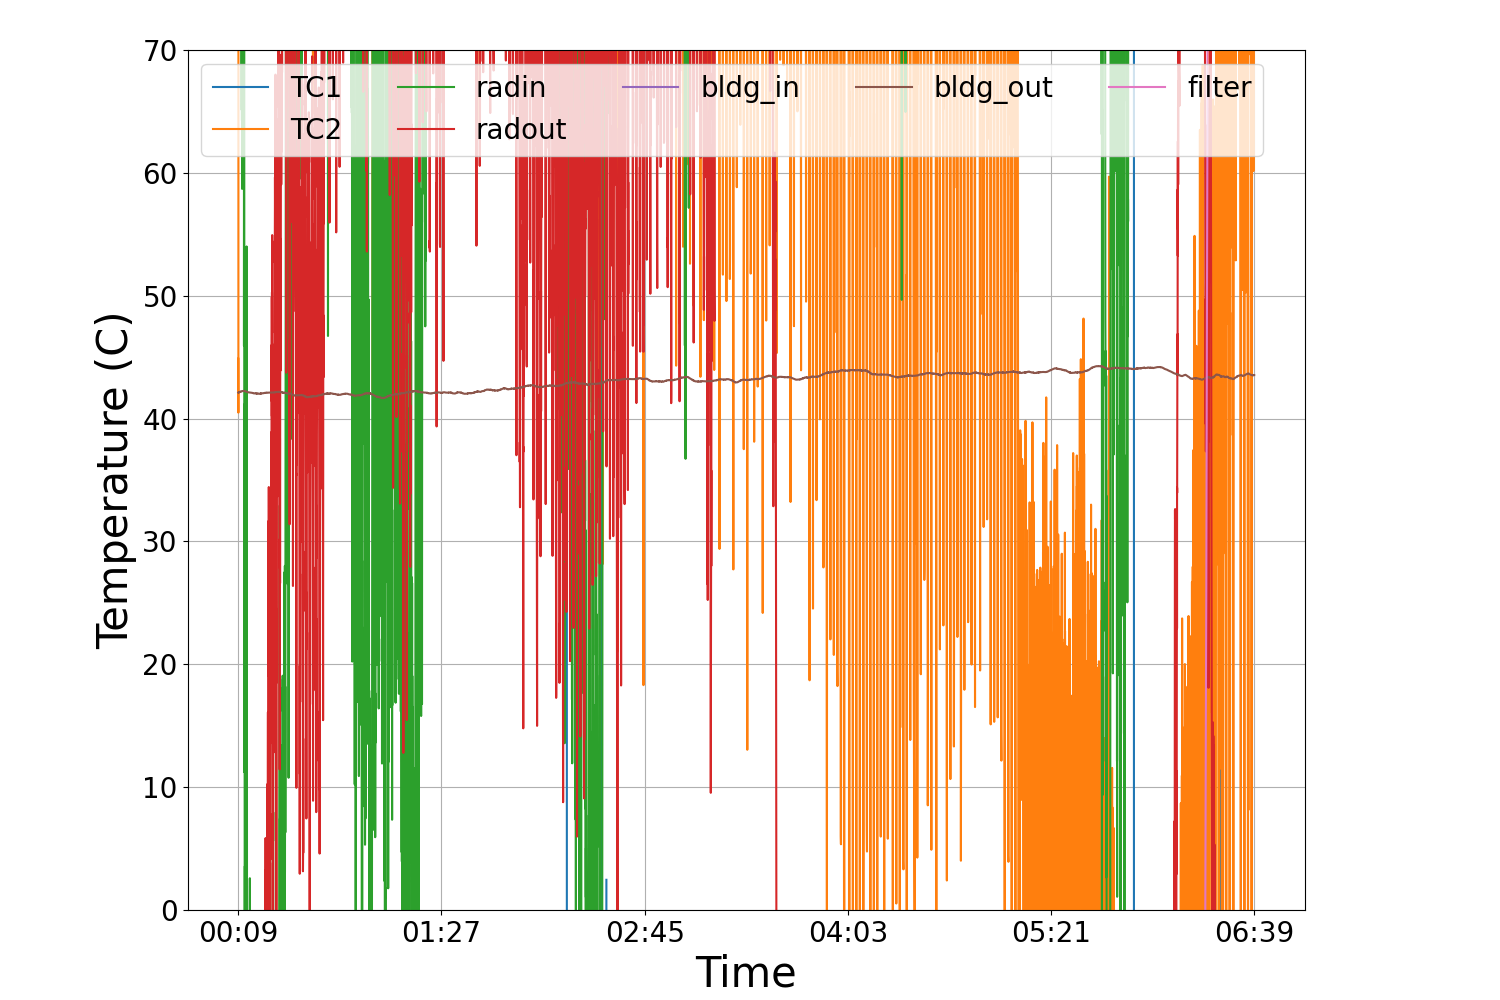 70
60
50
40
30
20
10
0
Temperature (C)
TC1
TC2
radin
radout
bldg_in
bldg_out
filter
00:09
01:27
02:45
04:03
05:21
06:39
Time